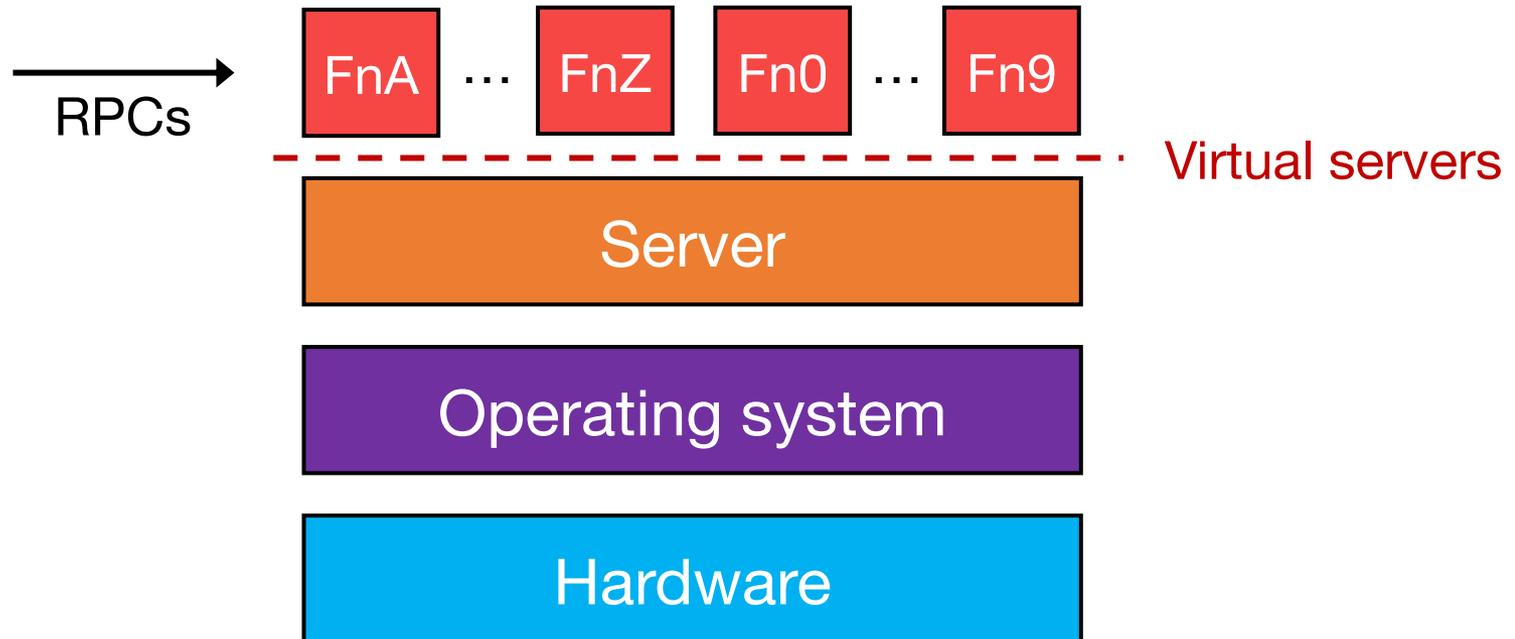 FnA ... FnZ Fn0 ... Fn9
RPCs
Virtual servers
Server
Operating system
Hardware